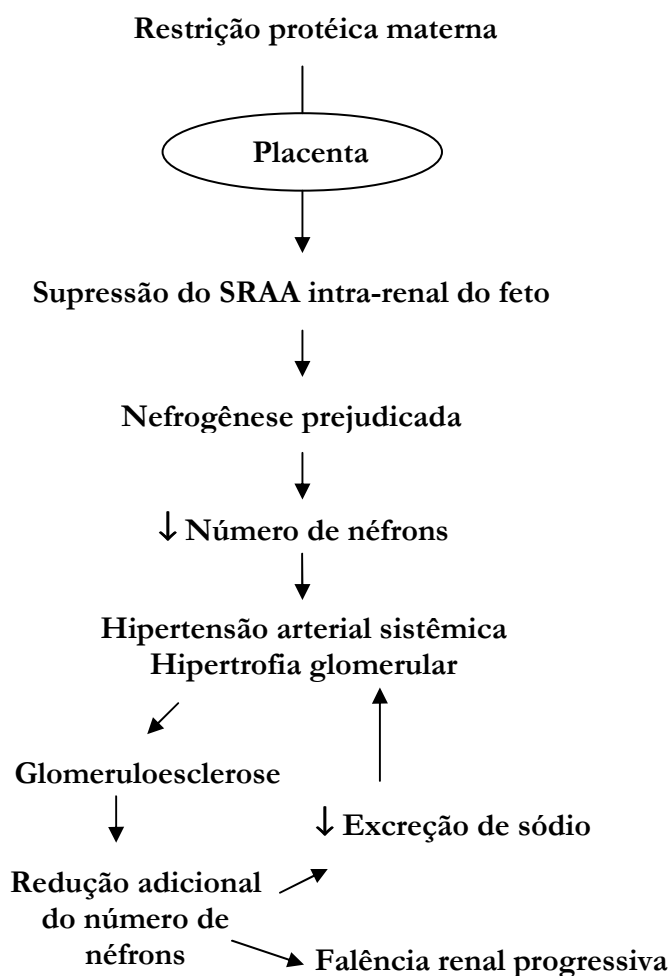 Restrição protéica materna
Placenta
Supressão do SRAA intra-renal do feto
Nefrogênese prejudicada
↓ Número de néfrons
Hipertensão arterial sistêmica
Hipertrofia glomerular
Glomeruloesclerose
↓ Excreção de sódio
Redução adicional
do número de
néfrons
Falência renal progressiva